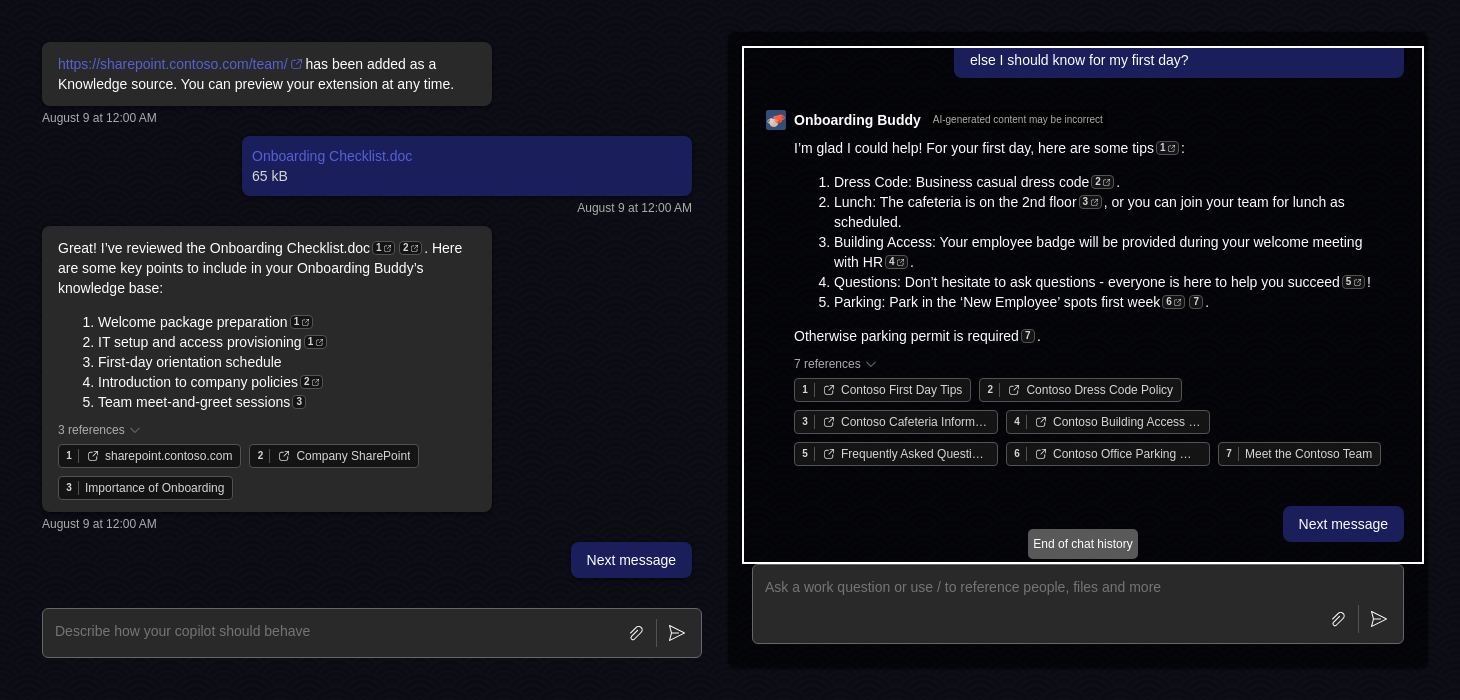 https://sharepoint.contoso.com/team/ has been added as a
Knowledge source. You can preview your extension at any time.
August 9 at 12:00 AM
Onboarding Checklist.doc
65 kB
August 9 at 12:00 AM
Great! I’ve reviewed the Onboarding Checklist.doc 1 2 . Here
are some key points to include in your Onboarding Buddy’s
knowledge base:
1. Welcome package preparation 1
2. IT setup and access provisioning 1
3. First-day orientation schedule
4. Introduction to company policies 2
5. Team meet-and-greet sessions 3
3 references
1 sharepoint.contoso.com 2 Company SharePoint
3 Importance of Onboarding
August 9 at 12:00 AM
Next message
Describe how your copilot should behave
else I should know for my first day?
Onboarding Buddy AI-generated content may be incorrect
I’m glad I could help! For your first day, here are some tips 1 :
1. Dress Code: Business casual dress code 2 .
2. Lunch: The cafeteria is on the 2nd floor 3 , or you can join your team for lunch as
scheduled.
3. Building Access: Your employee badge will be provided during your welcome meeting
with HR 4 .
4. Questions: Don’t hesitate to ask questions - everyone is here to help you succeed 5 !
5. Parking: Park in the ‘New Employee’ spots first week 6 7 .
Otherwise parking permit is required 7 .
7 references
1 Contoso First Day Tips 2 Contoso Dress Code Policy
3 Contoso Cafeteria Inform… 4 Contoso Building Access …
5 Frequently Asked Questi… 6 Contoso Office Parking … 7 Meet the Contoso Team
Next message
End of chat history
Ask a work question or use / to reference people, files and more